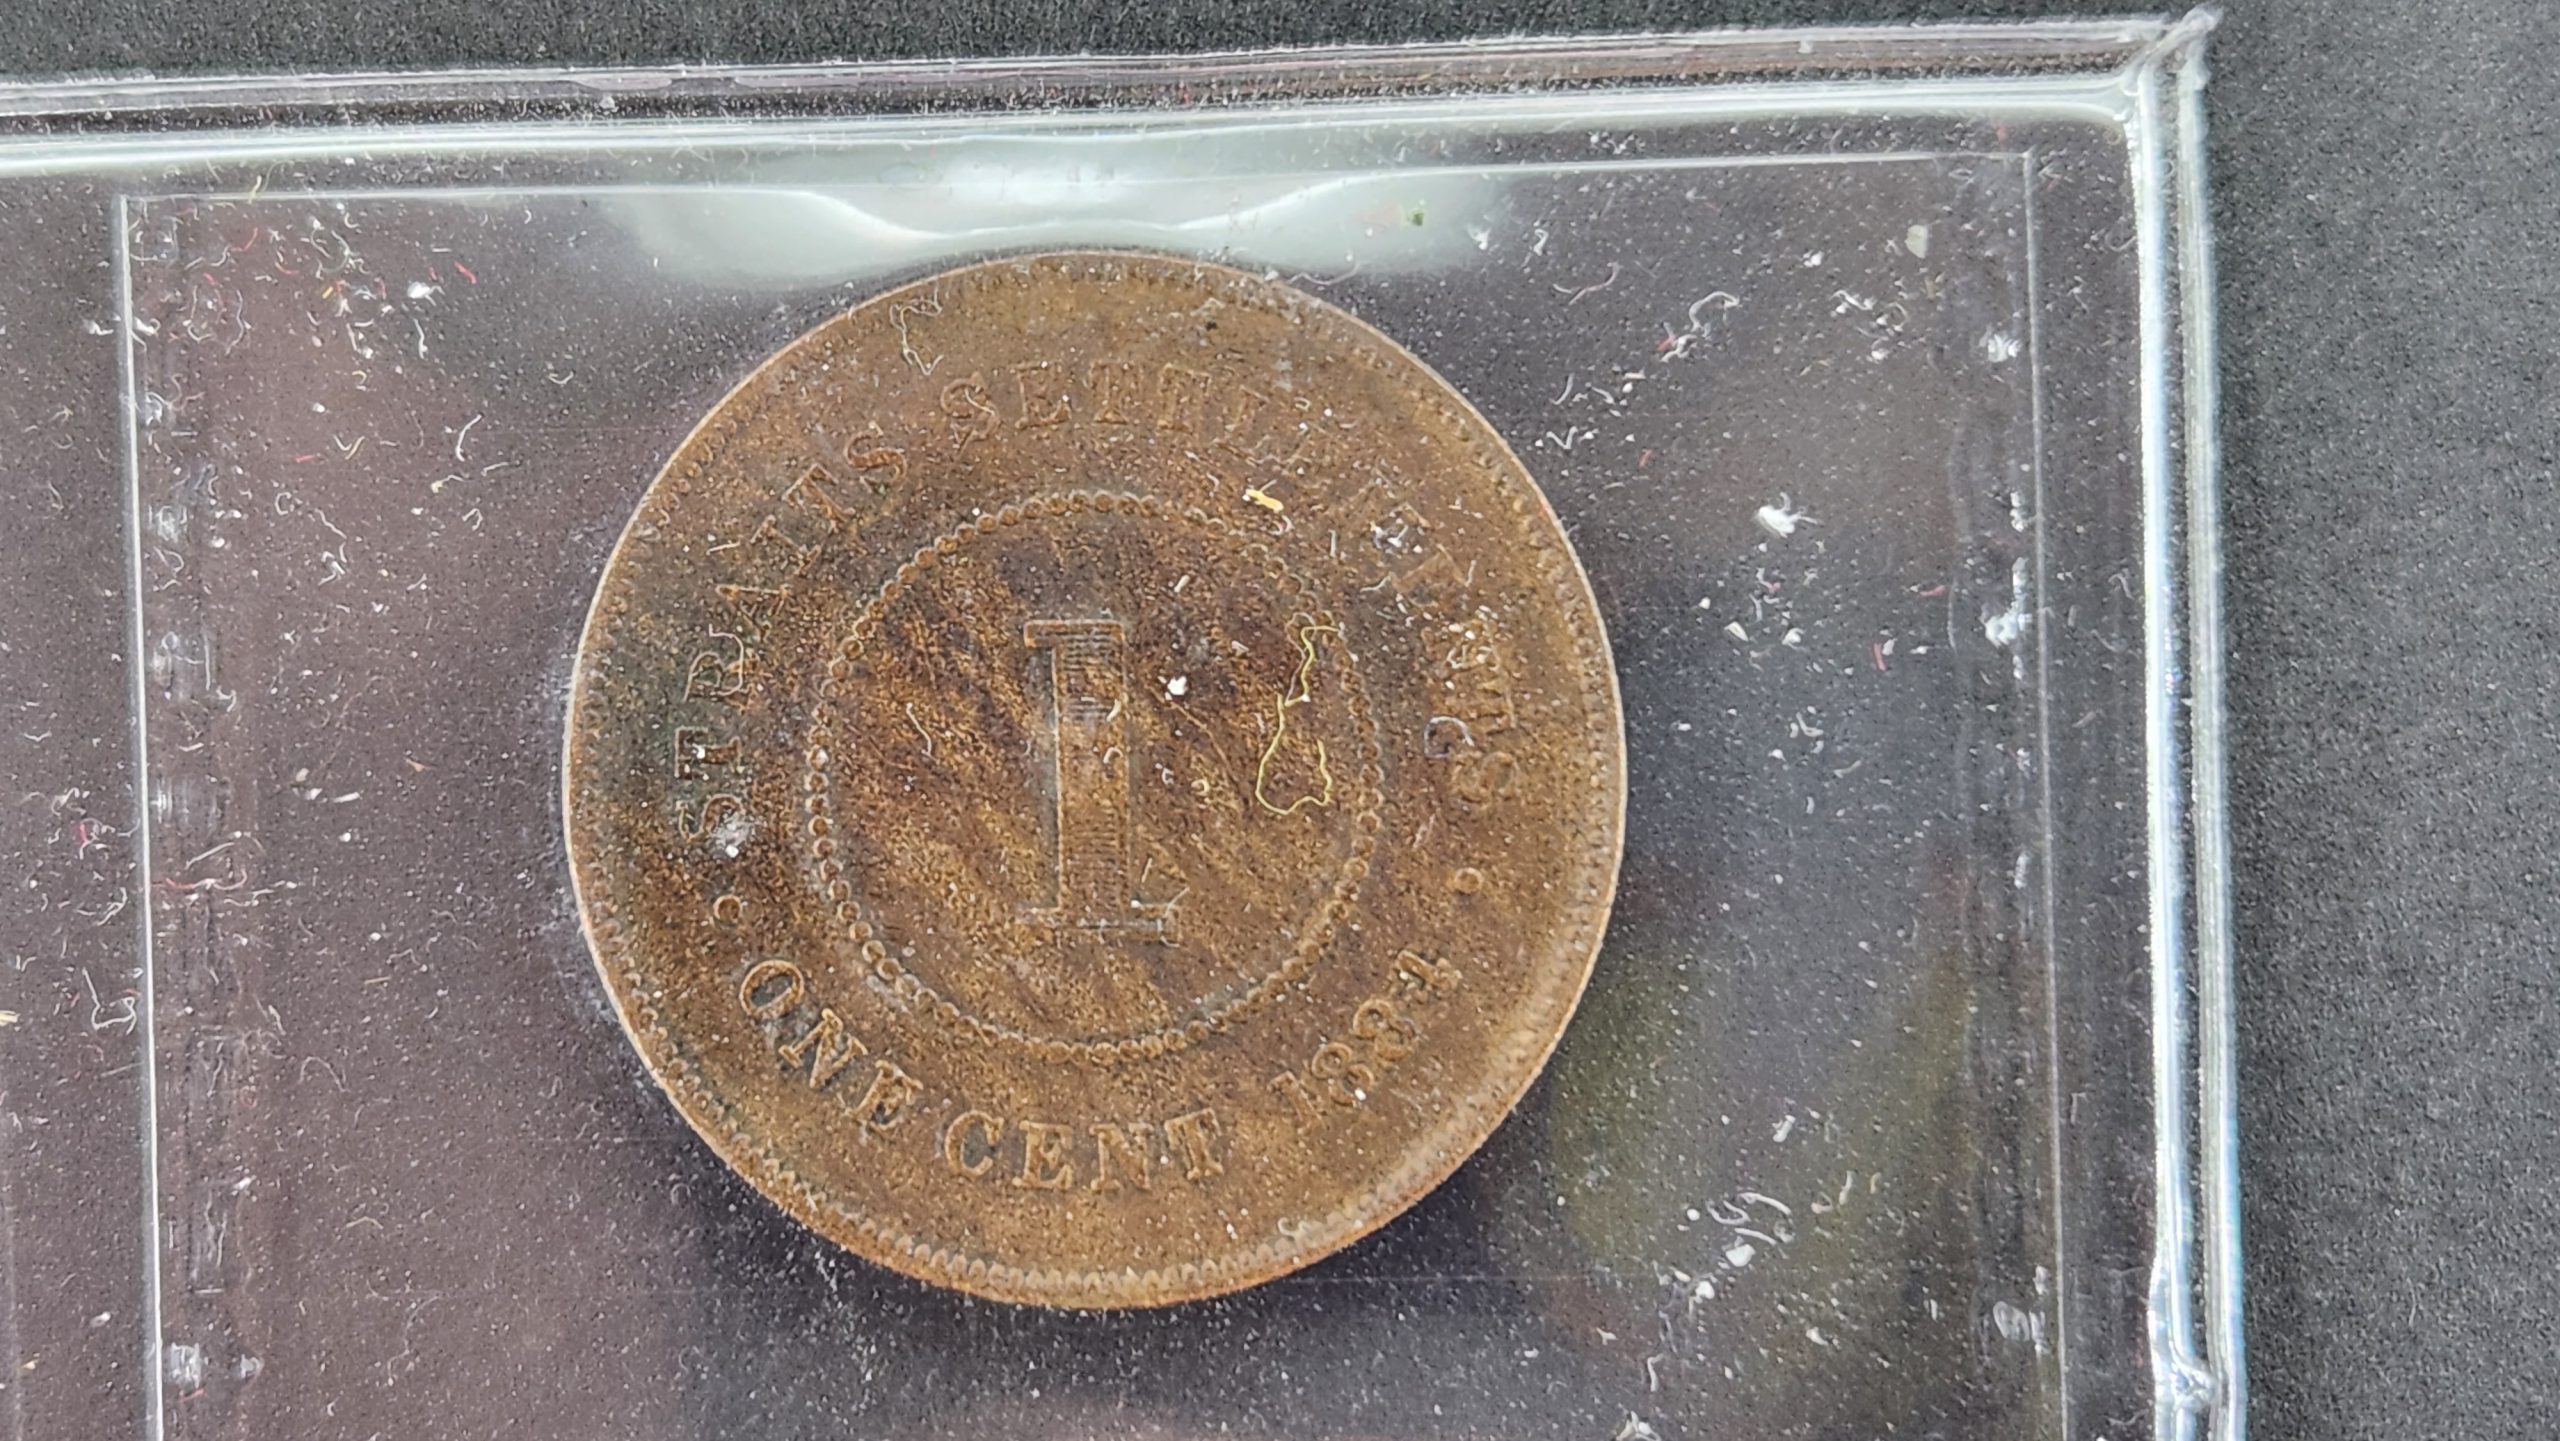 STRAITS SETTLEMENTS
1
ONE CENT 1884